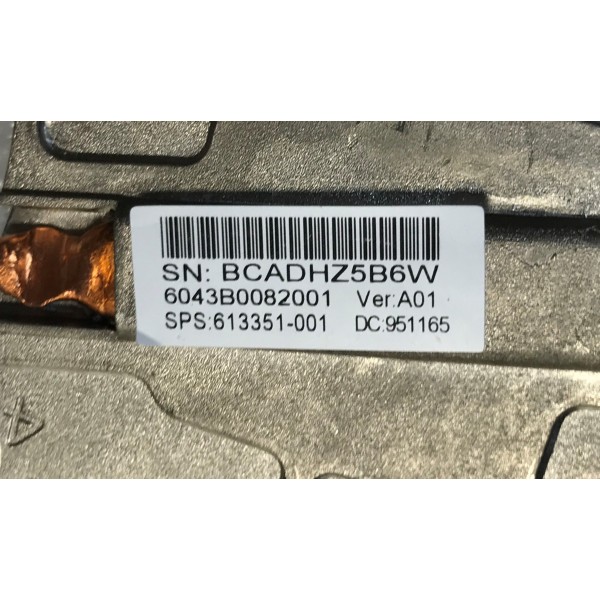 SN: BCADHZ5B6W
6043B0082001 Ver:A01
SPS:613351-001 DC:951165